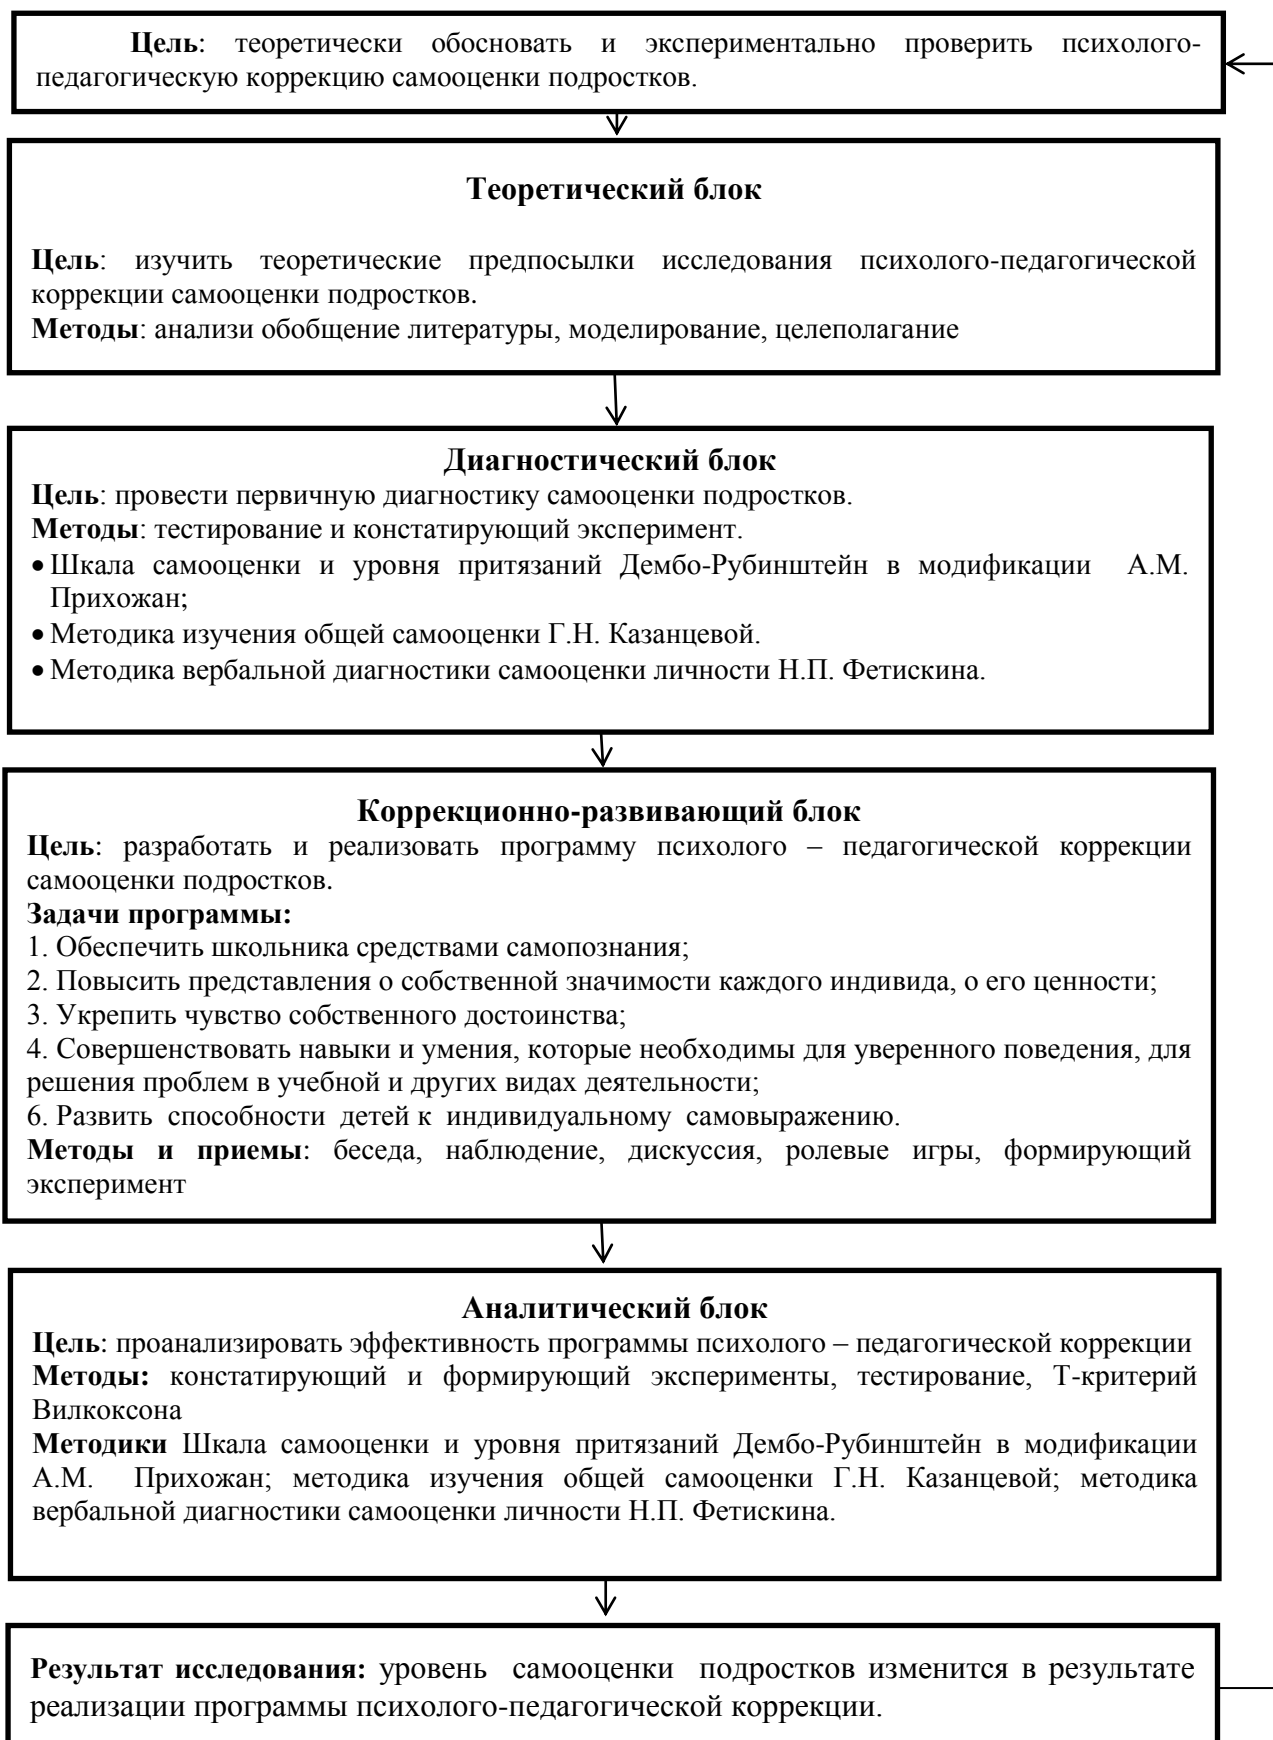 Цель: теоретически обосновать и экспериментально проверить психолого-
педагогическую коррекцию самооценки подростков.
Теоретический блок
Цель: изучить теоретические предпосылки исследования психолого-педагогической
коррекции самооценки подростков.
Методы: анализи обобщение литературы, моделирование, целеполагание
Диагностический блок
Цель: провести первичную диагностику самооценки подростков.
Методы: тестирование и констатирующий эксперимент.
• Шкала самооценки и уровня притязаний Дембо-Рубинштейн в модификации А.М.
Прихожан;
• Методика изучения общей самооценки Г.Н. Казанцевой.
• Методика вербальной диагностики самооценки личности Н.П. Фетискина.
Коррекционно-развивающий блок
Цель: разработать и реализовать программу психолого – педагогической коррекции
самооценки подростков.
Задачи программы:
1. Обеспечить школьника средствами самопознания;
2. Повысить представления о собственной значимости каждого индивида, о его ценности;
3. Укрепить чувство собственного достоинства;
4. Совершенствовать навыки и умения, которые необходимы для уверенного поведения, для
решения проблем в учебной и других видах деятельности;
6. Развить способности детей к индивидуальному самовыражению.
Методы и приемы: беседа, наблюдение, дискуссия, ролевые игры, формирующий
эксперимент
Аналитический блок
Цель: проанализировать эффективность программы психолого – педагогической коррекции
Методы: констатирующий и формирующий эксперименты, тестирование, Т-критерий
Вилкоксона
Методики Шкала самооценки и уровня притязаний Дембо-Рубинштейн в модификации
А.М. Прихожан; методика изучения общей самооценки Г.Н. Казанцевой; методика
вербальной диагностики самооценки личности Н.П. Фетискина.
Результат исследования: уровень самооценки подростков изменится в результате
реализации программы психолого-педагогической коррекции.